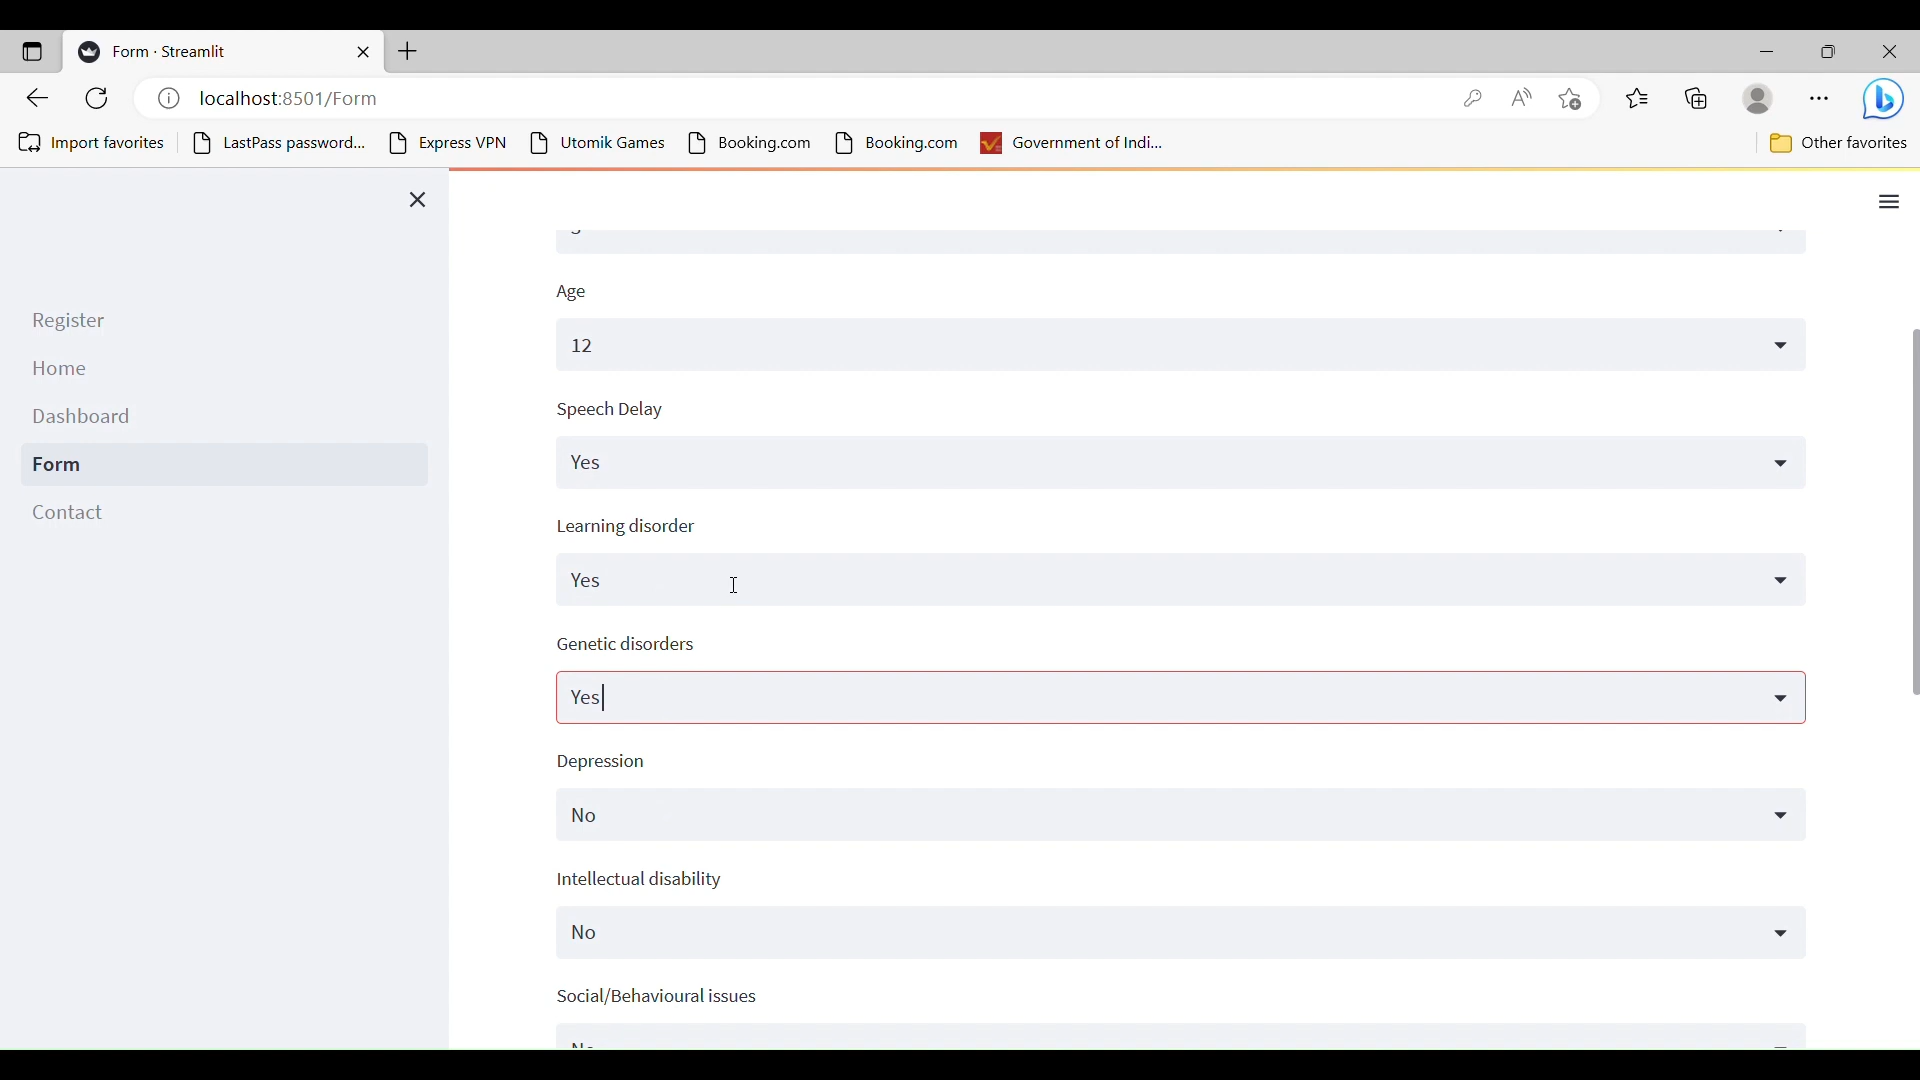 Form · Streamlit
localhost:8501/Form
Import favorites
LastPass password...
Express VPN
Utomik Games
Booking.com
Booking.com
Government of Indi...
Other favorites
Register
Home
Dashboard
Form
Contact
Age
12
Speech Delay
Yes
Learning disorder
Yes
Genetic disorders
Yes
Depression
No
Intellectual disability
No
Social/Behavioural issues